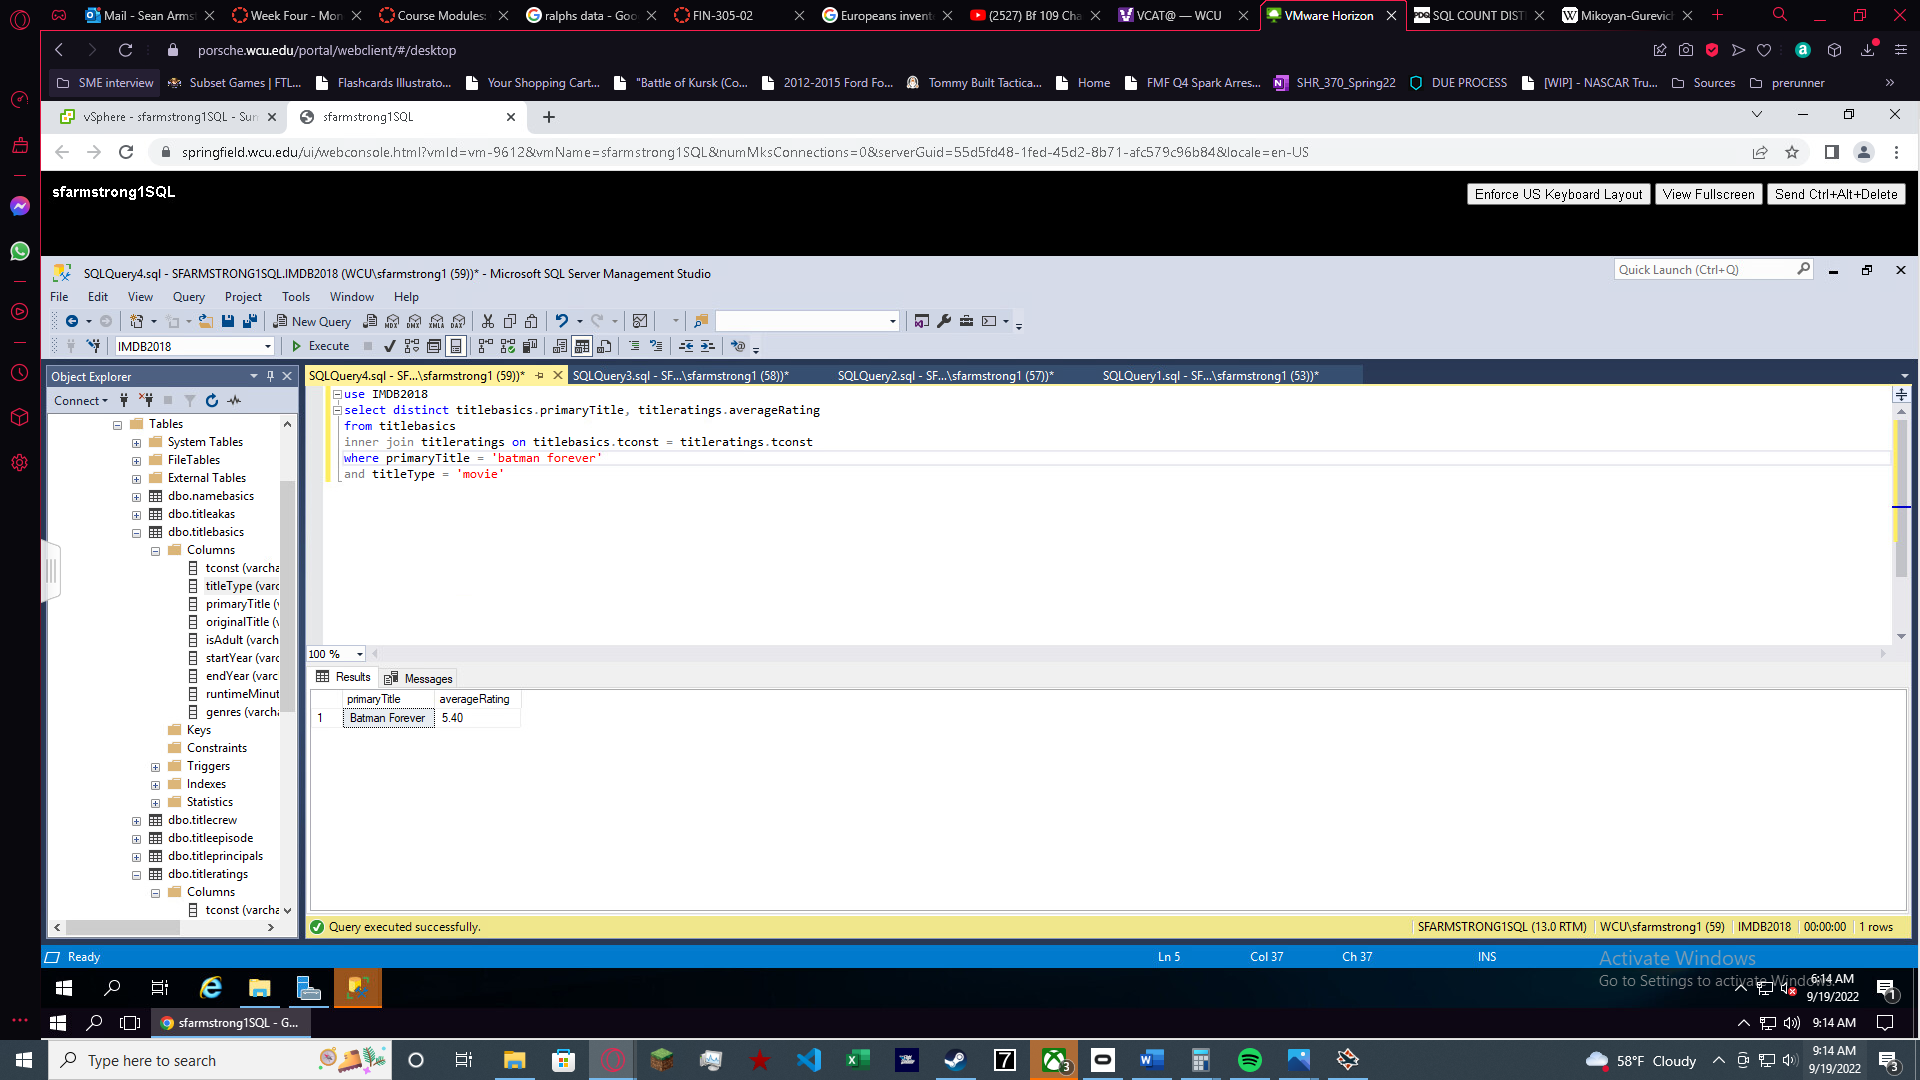 Mail - Sean Armst
Week Four - Mon
Course Modules:
ralphs data - Goo
FIN-305-02
Europeans invent
(2527) Bf 109 Cha
VCAT@ — WCU
VMware Horizon
SQL COUNT DIST
Mikoyan-Gurevich
porsche.wcu.edu/portal/webclient/#/desktop
SME interview
Subset Games | FTL...
Flashcards Illustrato...
Your Shopping Cart...
"Battle of Kursk (Co...
2012-2015 Ford Fo...
Tommy Built Tactica...
Home
FMF Q4 Spark Arres...
SHR_370_Spring22
DUE PROCESS
[WIP] - NASCAR Tru...
Sources
prerunner
vSphere - sfarmstrong1SQL - Sum
sfarmstrong1SQL
springfield.wcu.edu/ui/webconsole.html?vmId=vm-9612&vmName=sfarmstrong1SQL&numMksConnections=0&serverGuid=55d5fd48-1fed-45d2-8b71-afc579c96b84&locale=en-US
sfarmstrong1SQL
Enforce US Keyboard Layout
View Fullscreen
Send Ctrl+Alt+Delete
SQLQuery4.sql - SFARMSTRONG1SQL.IMDB2018 (WCU\sfarmstrong1 (59))* - Microsoft SQL Server Management Studio
Quick Launch (Ctrl+Q)
File Edit View Query Project Tools Window Help
New Query
MDX DMX XMLA DAX
IMDB2018
Execute
Object Explorer
SQLQuery4.sql - SF...\sfarmstrong1 (59))*
SQLQuery3.sql - SF...\sfarmstrong1 (58))*
SQLQuery2.sql - SF...\sfarmstrong1 (57))*
SQLQuery1.sql - SF...\sfarmstrong1 (53))*
Connect
Tables
System Tables
FileTables
External Tables
dbo.namebasics
dbo.titleakas
dbo.titlebasics
Columns
tconst (varcha
titleType (varc
primaryTitle (v
originalTitle (v
isAdult (varch
startYear (varc
endYear (varc
runtimeMinut
genres (varcha
Keys
Constraints
Triggers
Indexes
Statistics
dbo.titlecrew
dbo.titleepisode
dbo.titleprincipals
dbo.titleratings
Columns
tconst (varcha
use IMDB2018
select distinct titlebasics.primaryTitle, titleratings.averageRating
from titlebasics
inner join titleratings on titlebasics.tconst = titleratings.tconst
where primaryTitle = 'batman forever'
and titleType = 'movie'
100 %
Results
Messages
primaryTitle averageRating
1 Batman Forever 5.40
Query executed successfully.
SFARMSTRONG1SQL (13.0 RTM)
WCU\sfarmstrong1 (59)
IMDB2018
00:00:00
1 rows
Ready
Ln 5
Col 37
Ch 37
INS
Activate Windows
Go to Settings to activate Windows.
6:14 AM
9/19/2022
1
sfarmstrong1SQL - G...
9:14 AM
Type here to search
7
3
58°F Cloudy
9:14 AM
9/19/2022
3